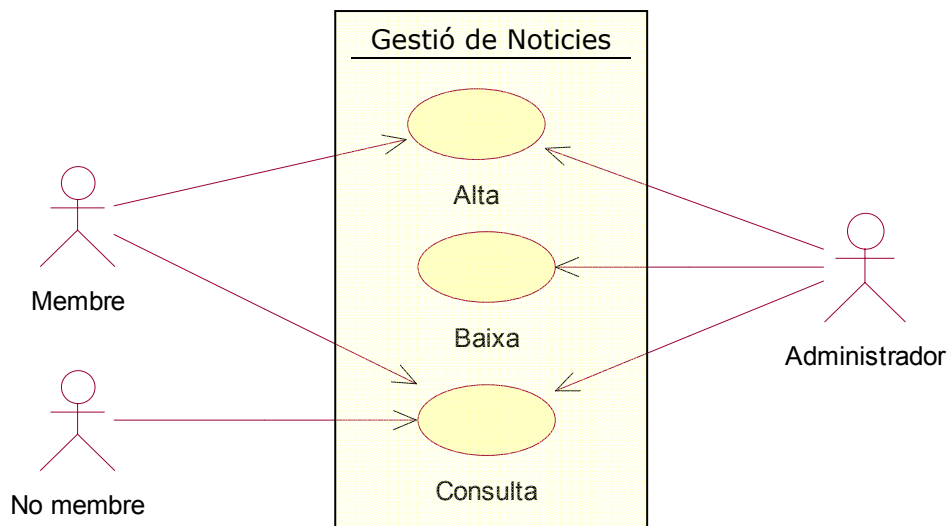 Gestió de Noticies
Alta
Membre
Baixa
Administrador
Consulta
No membre